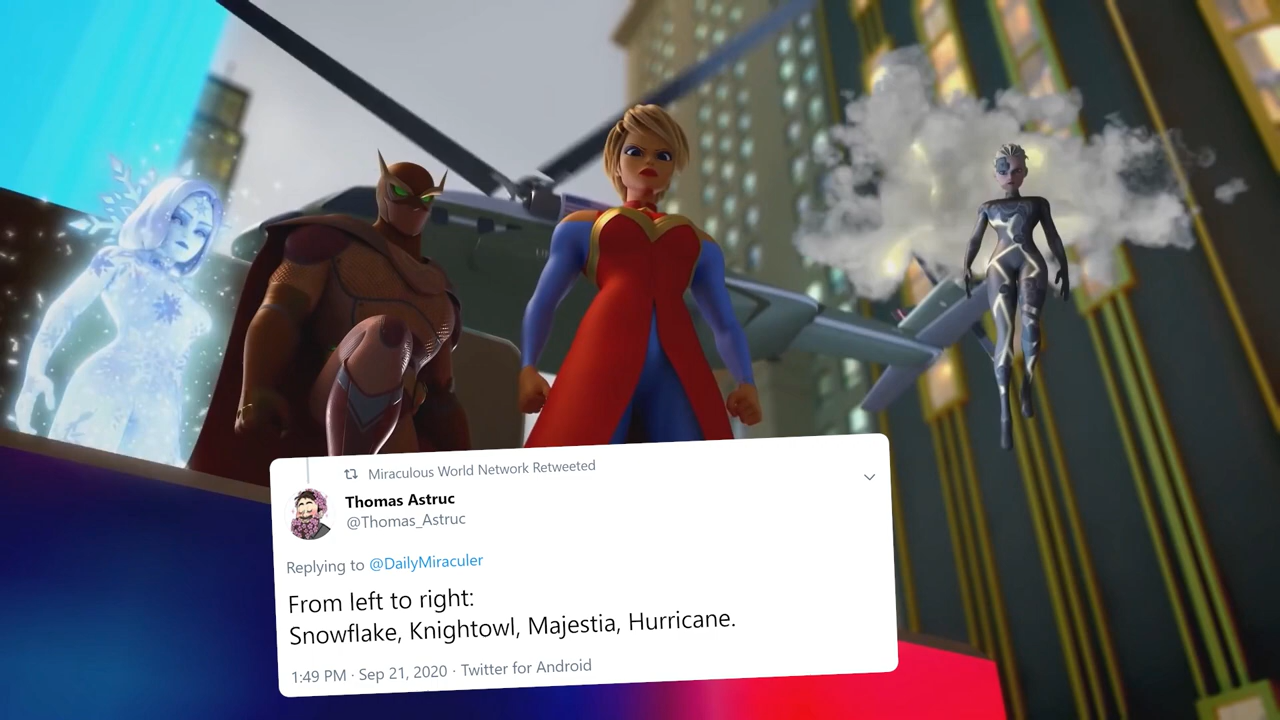 Miraculous World Network Retweeted
Thomas Astruc
@Thomas_Astruc
Replying to @DailyMiraculer
From left to right:
Snowflake, Knightowl, Majestia, Hurricane.
1:49 PM · Sep 21, 2020 · Twitter for Android